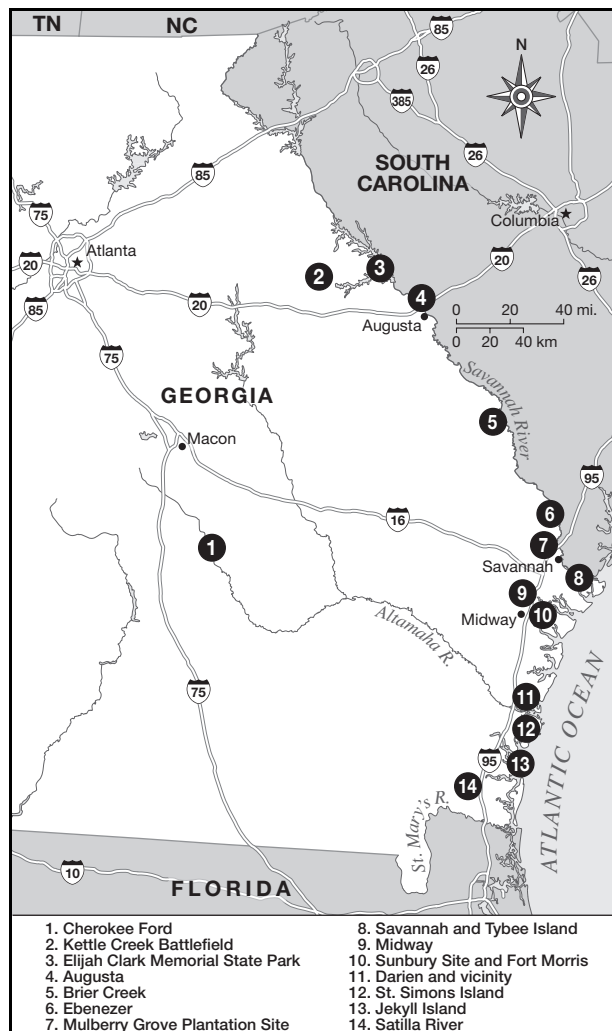 TN
NC
85
26
N
385
SOUTH
CAROLINA
26
85
75
Columbia
Atlanta
20
2
3
20
26
85
20
4
Augusta
0 20 40 mi.
0 20 40 km
75
GEORGIA
Savannah River
5
Macon
95
16
6
1
7
Savannah
8
9
Midway
10
Altamaha R.
75
11
12
ATLANTIC OCEAN
95
13
14
St. Mary's R.
10
FLORIDA
1. Cherokee Ford
2. Kettle Creek Battlefield
3. Elijah Clark Memorial State Park
4. Augusta
5. Brier Creek
6. Ebenezer
7. Mulberry Grove Plantation Site
8. Savannah and Tybee Island
9. Midway
10. Sunbury Site and Fort Morris
11. Darien and vicinity
12. St. Simons Island
13. Jekyll Island
14. Satilla River